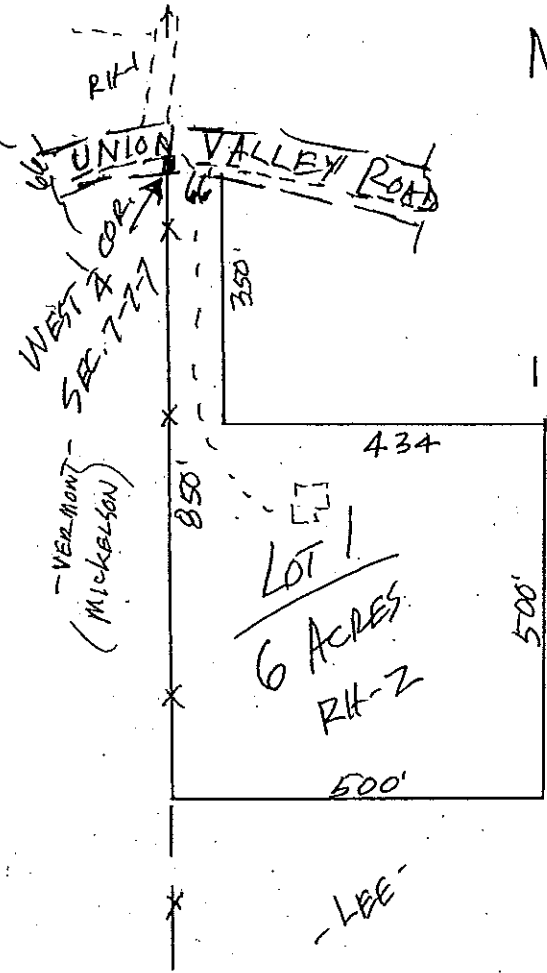 N
RH-1
66'
UNION VALLEY ROAD
66'
WEST 1/4 COR.
SEC. 7-7-7
350'
434
850'
-VERMONT-
(MICKELSON)
LOT 1
6 ACRES
RH-2
500'
500'
-LEE-